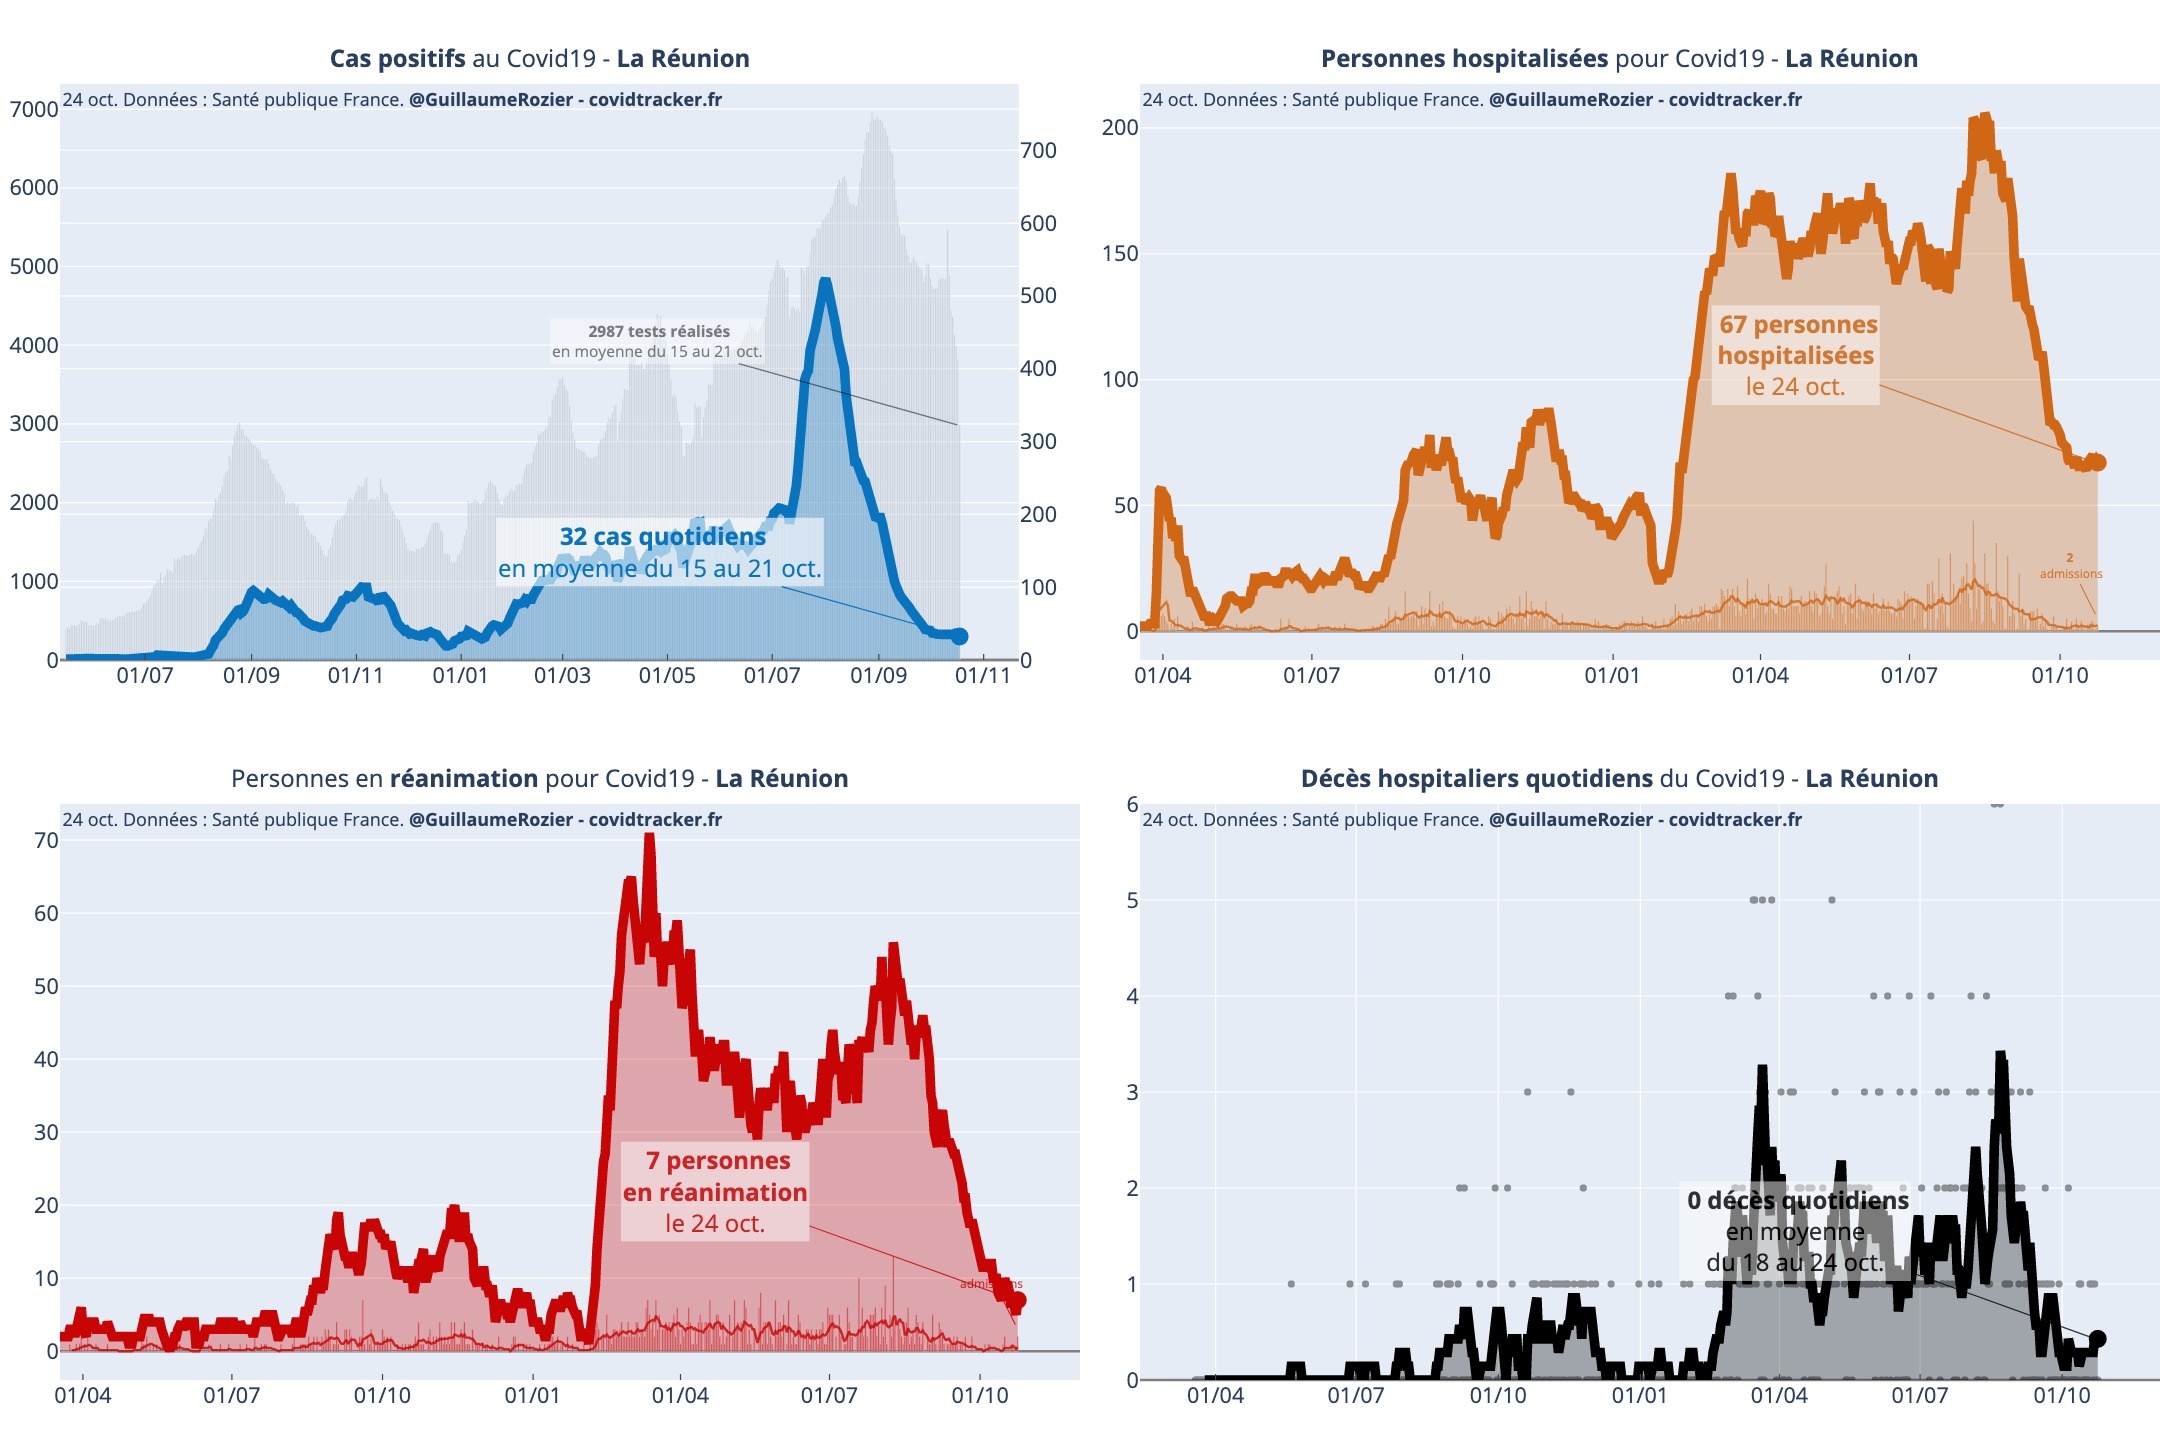 Cas positifs au Covid19 - La Réunion
24 oct. Données : Santé publique France. @GuillaumeRozier - covidtracker.fr
7000
6000
5000
4000
3000
2000
1000
0
700
600
500
400
300
200
100
0
2987 tests réalisés
en moyenne du 15 au 21 oct.
32 cas quotidiens
en moyenne du 15 au 21 oct.
01/07 01/09 01/11 01/01 01/03 01/05 01/07 01/09 01/11
Personnes hospitalisées pour Covid19 - La Réunion
24 oct. Données : Santé publique France. @GuillaumeRozier - covidtracker.fr
200
150
100
50
0
67 personnes
hospitalisées
le 24 oct.
2
admissions
01/04 01/07 01/10 01/01 01/04 01/07 01/10
Personnes en réanimation pour Covid19 - La Réunion
24 oct. Données : Santé publique France. @GuillaumeRozier - covidtracker.fr
70
60
50
40
30
20
10
0
7 personnes
en réanimation
le 24 oct.
admissions
01/04 01/07 01/10 01/01 01/04 01/07 01/10
Décès hospitaliers quotidiens du Covid19 - La Réunion
24 oct. Données : Santé publique France. @GuillaumeRozier - covidtracker.fr
6
5
4
3
2
1
0
0 décès quotidiens
en moyenne
du 18 au 24 oct.
01/04 01/07 01/10 01/01 01/04 01/07 01/10